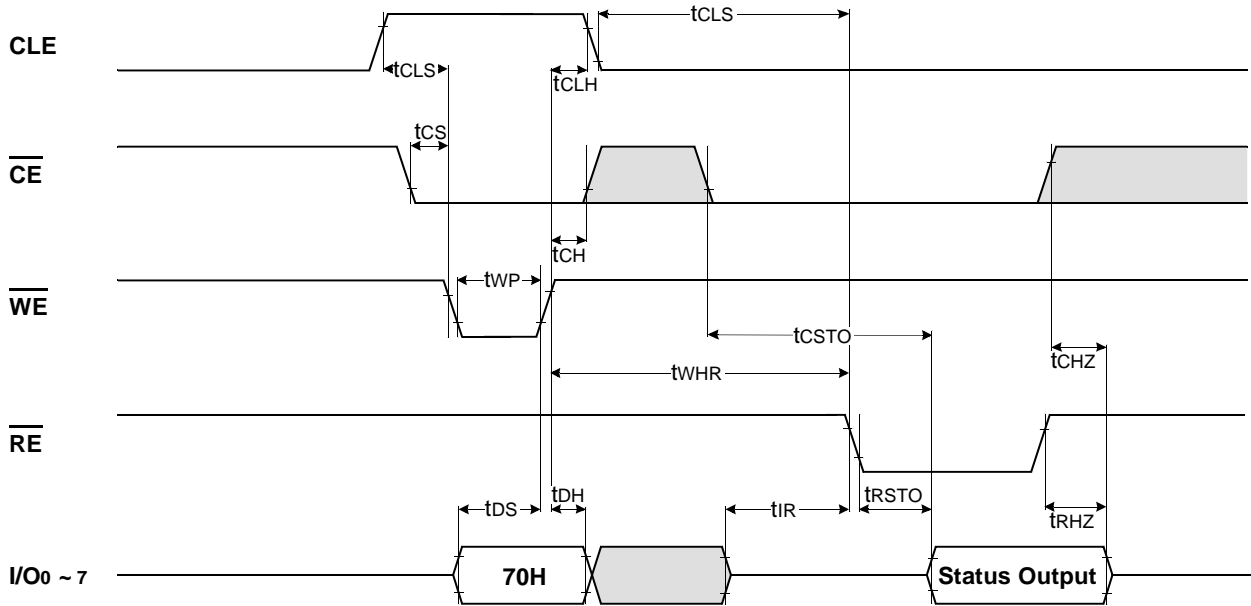 tCLS
CLE
tCLS
tCLH
tCS
CE
tCH
tWP
WE
tCSTO
tCHZ
tWHR
RE
tDH
tRSTO
tDS
tIR
tRHZ
I/O0 ~ 7
70H
Status Output